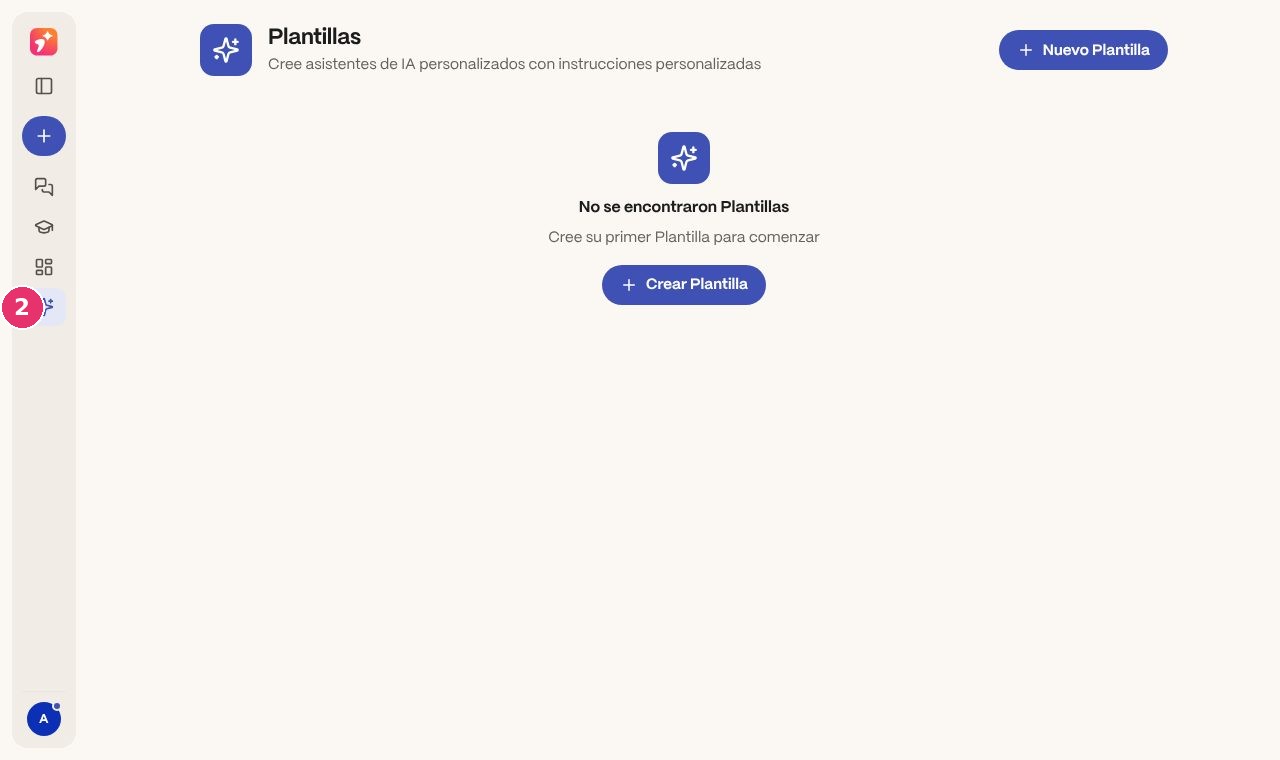 Plantillas
Cree asistentes de IA personalizados con instrucciones personalizadas
Nuevo Plantilla
No se encontraron Plantillas
Cree su primer Plantilla para comenzar
Crear Plantilla
2
A